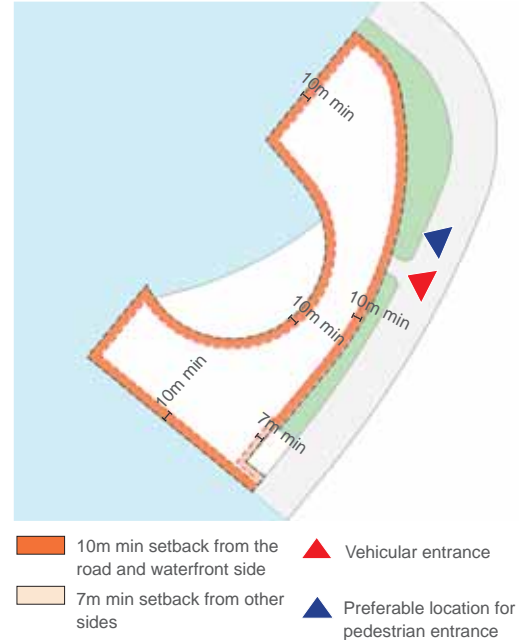 10m min
10m min
10m min
10m min
7m min
10m min setback from the
road and waterfront side
Vehicular entrance
7m min setback from other
sides
Preferable location for
pedestrian entrance